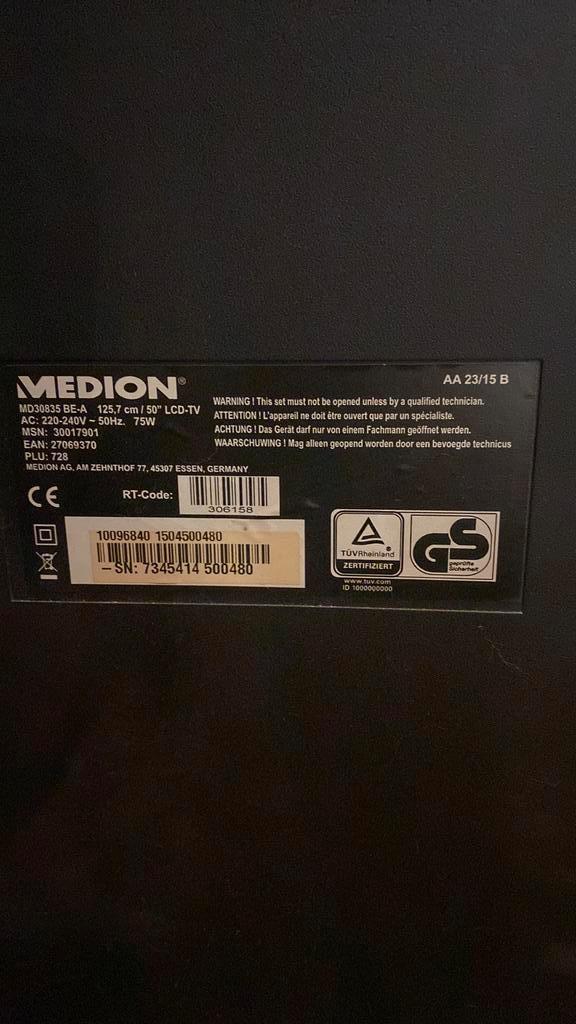 MEDION®
AA 23/15 B
MD30835 BE-A 125,7 cm / 50" LCD-TV
AC: 220-240V ~ 50Hz. 75W
MSN: 30017901
EAN: 27069370
PLU: 728
MEDION AG, AM ZEHNTHOF 77, 45307 ESSEN, GERMANY
WARNING ! This set must not be opened unless by a qualified technician.
ATTENTION ! L'appareil ne doit être ouvert que par un spécialiste.
ACHTUNG ! Das Gerät darf nur von einem Fachmann geöffnet werden.
WAARSCHUWING ! Mag alleen geopend worden door een bevoegde technicus
CE
RT-Code:
306158
10096840 1504500480
– SN: 7345414 500480
TÜVRheinland
ZERTIFIZIERT
www.tuv.com
ID 1000000000
GS
geprüfte
Sicherheit